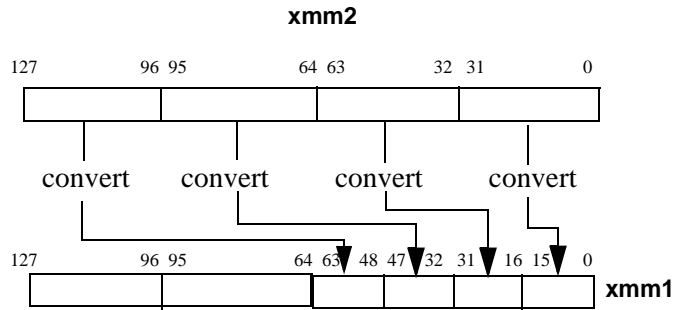 xmm2
127 96 95 64 63 32 31 0
convert convert convert convert
127 96 95 64 63 48 47 32 31 16 15 0
xmm1